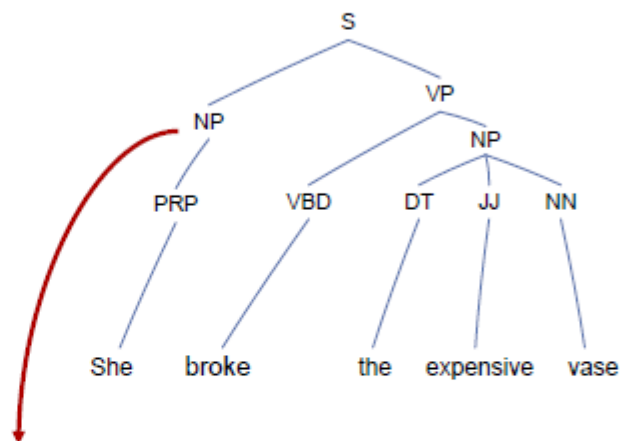 S
VP
NP
NP
PRP VBD DT JJ NN
She broke the expensive vase